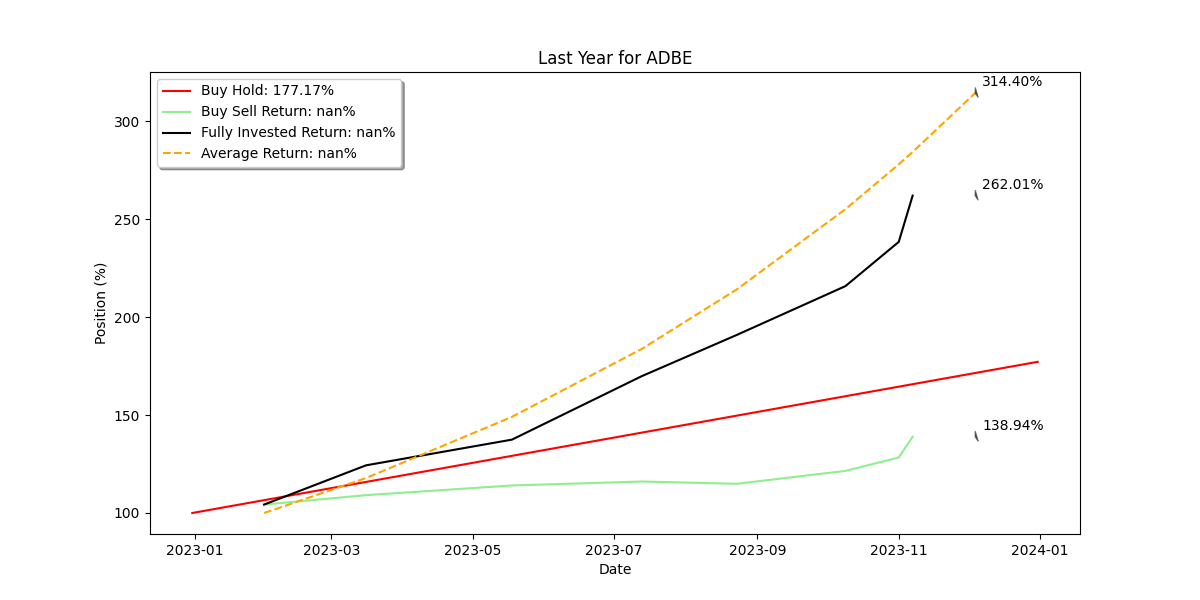 Last Year for ADBE
Buy Hold: 177.17%
Buy Sell Return: nan%
Fully Invested Return: nan%
Average Return: nan%
314.40%
262.01%
138.94%
Position (%)
300
250
200
150
100
2023-01 2023-03 2023-05 2023-07 2023-09 2023-11 2024-01
Date